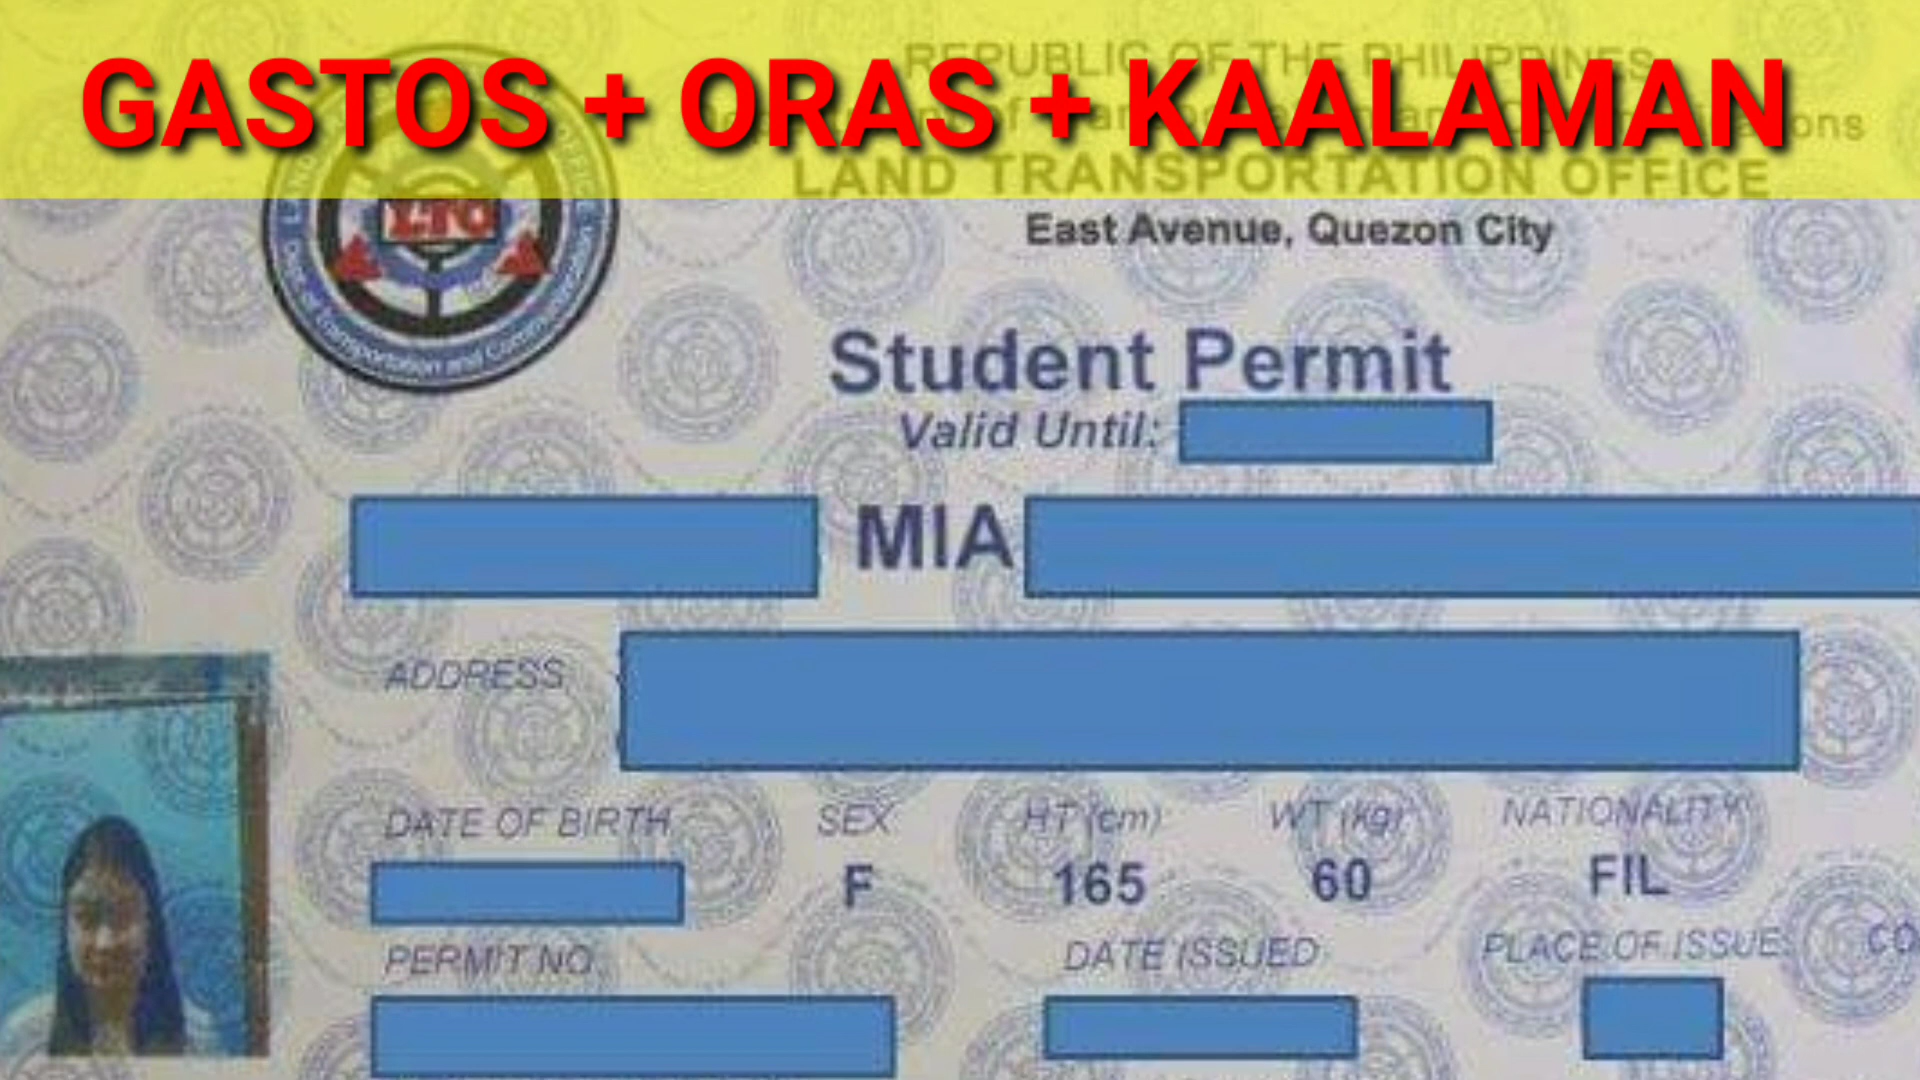 GASTOS + ORAS + KAALAMAN
REPUBLIC OF THE PHILIPPINES
LAND TRANSPORTATION OFFICE
East Avenue, Quezon City
LTO
Student Permit
Valid Until:
MIA
ADDRESS
DATE OF BIRTH SEX HT (cm) WT (kg) NATIONALITY
F 165 60 FIL
PERMIT NO DATE ISSUED PLACE OF ISSUE CO